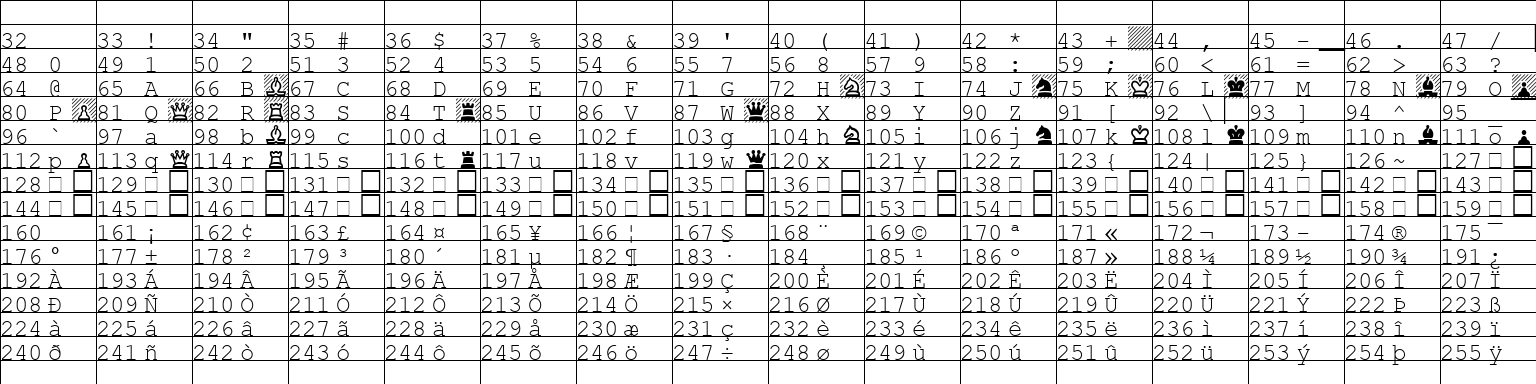 32 33 ! 34 " 35 # 36 $ 37 % 38 & 39 ' 40 ( 41 ) 42 * 43 + 44 , 45 - 46 . 47 /
48 0 49 1 50 2 51 3 52 4 53 5 54 6 55 7 56 8 57 9 58 : 59 ; 60 < 61 = 62 > 63 ?
64 @ 65 A 66 B ♗ 67 C 68 D 69 E 70 F 71 G 72 H ♘ 73 I 74 J ♞ 75 K ♔ 76 L ♚ 77 M 78 N ♝ 79 O ♟
80 P ♙ 81 Q ♕ 82 R ♖ 83 S 84 T ♜ 85 U 86 V 87 W ♛ 88 X 89 Y 90 Z 91 [ 92 \ 93 ] 94 ^ 95
96 ` 97 a 98 b ♗ 99 c 100 d 101 e 102 f 103 g 104 h ♘ 105 i 106 j ♞ 107 k ♔ 108 l ♚ 109 m 110 n ♝ 111 o ♟
112 p ♙ 113 q ♕ 114 r ♖ 115 s 116 t ♜ 117 u 118 v 119 w ♛ 120 x 121 y 122 z 123 { 124 | 125 } 126 ~ 127 □ □
128 □ □ 129 □ □ 130 □ □ 131 □ □ 132 □ □ 133 □ □ 134 □ □ 135 □ □ 136 □ □ 137 □ □ 138 □ □ 139 □ □ 140 □ □ 141 □ □ 142 □ □ 143 □ □
144 □ □ 145 □ □ 146 □ □ 147 □ □ 148 □ □ 149 □ □ 150 □ □ 151 □ □ 152 □ □ 153 □ □ 154 □ □ 155 □ □ 156 □ □ 157 □ □ 158 □ □ 159 □ □
160 161 ¡ 162 ¢ 163 £ 164 ¤ 165 ¥ 166 ¦ 167 § 168 ¨ 169 © 170 ª 171 « 172 ¬ 173 - 174 ® 175 ¯
176 ° 177 ± 178 ² 179 ³ 180 ´ 181 µ 182 ¶ 183 · 184 ¸ 185 ¹ 186 º 187 » 188 ¼ 189 ½ 190 ¾ 191 ¿
192 À 193 Á 194 Â 195 Ã 196 Ä 197 Å 198 Æ 199 Ç 200 È 201 É 202 Ê 203 Ë 204 Ì 205 Í 206 Î 207 Ï
208 Ð 209 Ñ 210 Ò 211 Ó 212 Ô 213 Õ 214 Ö 215 × 216 Ø 217 Ù 218 Ú 219 Û 220 Ü 221 Ý 222 Þ 223 ß
224 à 225 á 226 â 227 ã 228 ä 229 å 230 æ 231 ç 232 è 233 é 234 ê 235 ë 236 ì 237 í 238 î 239 ï
240 ð 241 ñ 242 ò 243 ó 244 ô 245 õ 246 ö 247 ÷ 248 ø 249 ù 250 ú 251 û 252 ü 253 ý 254 þ 255 ÿ